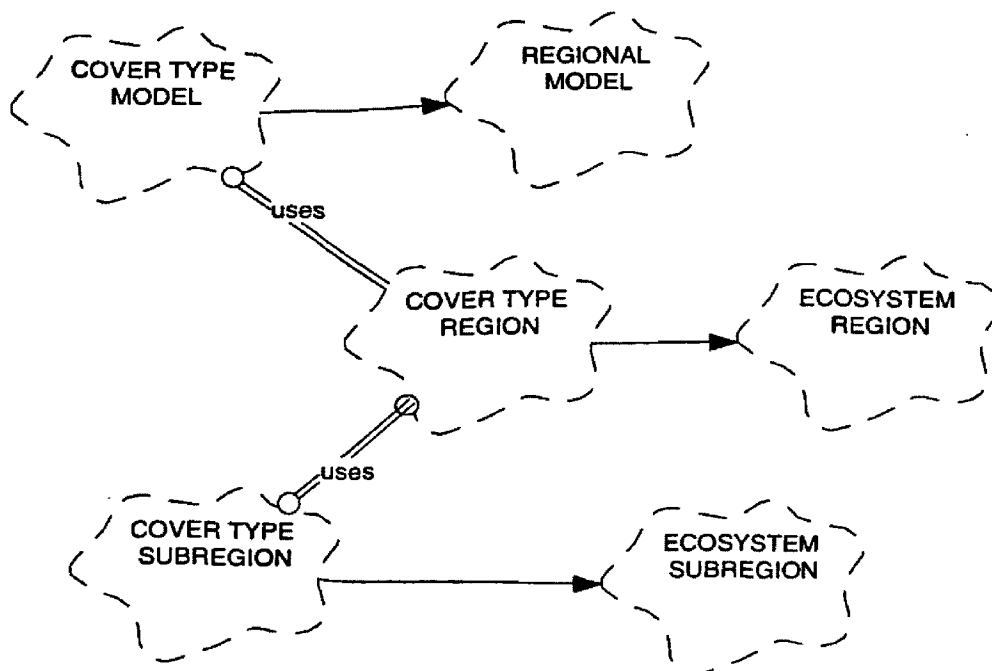 COVER TYPE
MODEL
REGIONAL
MODEL
uses
COVER TYPE
REGION
ECOSYSTEM
REGION
uses
COVER TYPE
SUBREGION
ECOSYSTEM
SUBREGION